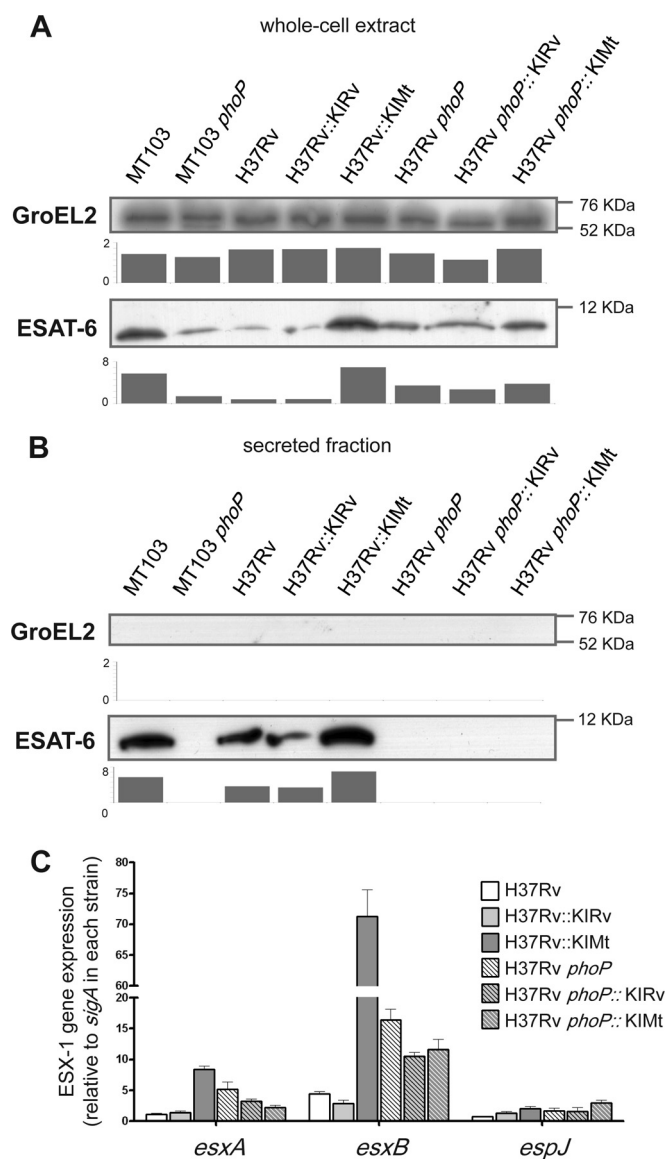 A
whole-cell extract
MT103
MT103 phoP
H37Rv
H37Rv::KIRv
H37Rv::KIMt
H37Rv phoP
H37Rv phoP::KIRv
H37Rv phoP::KIMt
GroEL2
76 KDa
52 KDa
2
0
ESAT-6
12 KDa
8
0
B
secreted fraction
MT103
MT103 phoP
H37Rv
H37Rv::KIRv
H37Rv::KIMt
H37Rv phoP
H37Rv phoP::KIRv
H37Rv phoP::KIMt
GroEL2
76 KDa
52 KDa
2
0
ESAT-6
12 KDa
8
0
C
ESX-1 gene expression
(relative to sigA in each strain)
80
75
70
65
60
20
15
10
5
0
H37Rv
H37Rv::KIRv
H37Rv::KIMt
H37Rv phoP
H37Rv phoP::KIRv
H37Rv phoP::KIMt
esxA
esxB
espJ